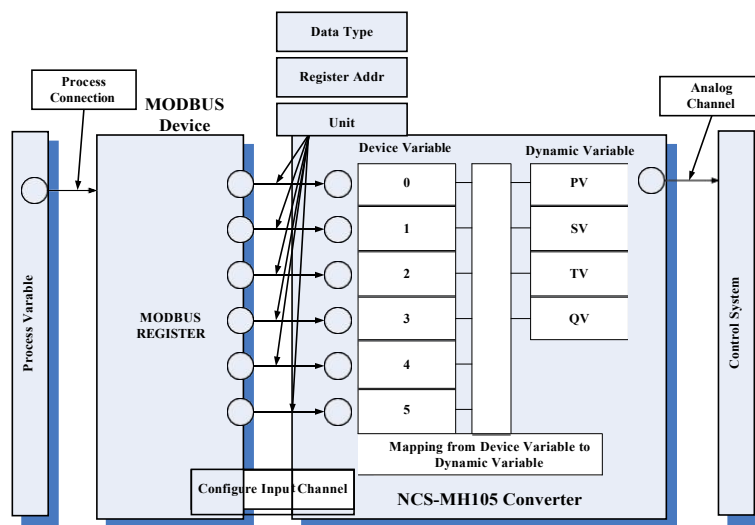 Data Type
Register Addr
Unit
Process
Connection
MODBUS
Device
Analog
Channel
Device Variable
Dynamic Variable
0
PV
1
SV
2
TV
3
QV
4
5
MODBUS
REGISTER
Process Varable
Control System
Mapping from Device Variable to
Dynamic Variable
Configure Input Channel
NCS-MH105 Converter